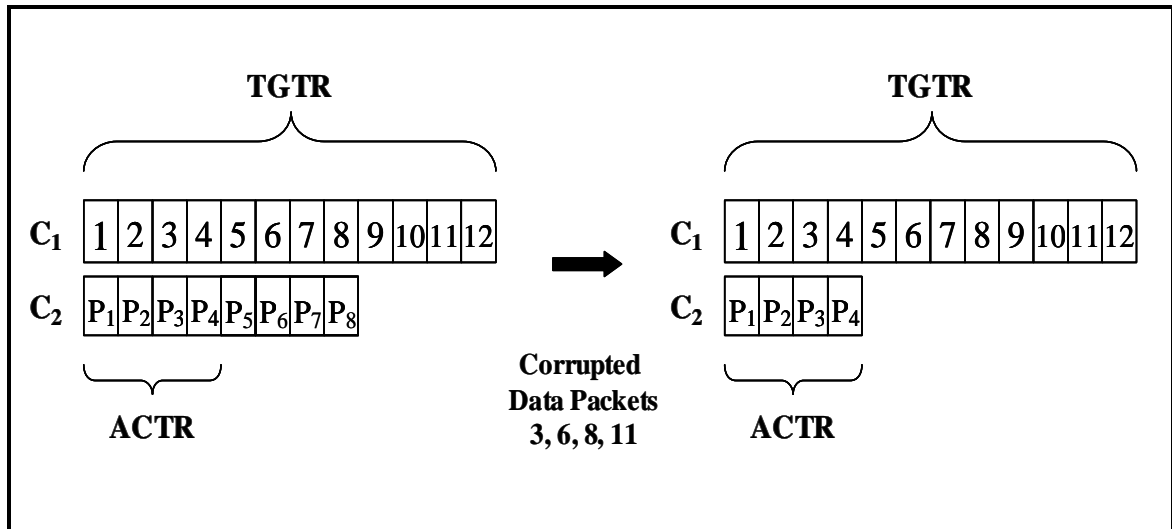 TGTR
C₁ 1 2 3 4 5 6 7 8 9 10 11 12
C₂ P₁ P₂ P₃ P₄ P₅ P₆ P₇ P₈
ACTR
Corrupted
Data Packets
3, 6, 8, 11
TGTR
C₁ 1 2 3 4 5 6 7 8 9 10 11 12
C₂ P₁ P₂ P₃ P₄
ACTR